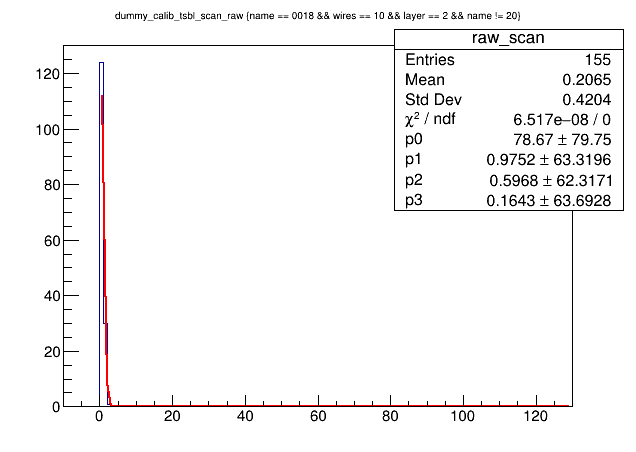 dummy_calib_tsbl_scan_raw {name == 0018 && wires == 10 && layer == 2 && name != 20}
raw_scan
Entries 155
Mean 0.2065
Std Dev 0.4204
χ² / ndf 6.517e−08 / 0
p0 78.67 ± 79.75
p1 0.9752 ± 63.3196
p2 0.5968 ± 62.3171
p3 0.1643 ± 63.6928
120
100
80
60
40
20
0
0 20 40 60 80 100 120